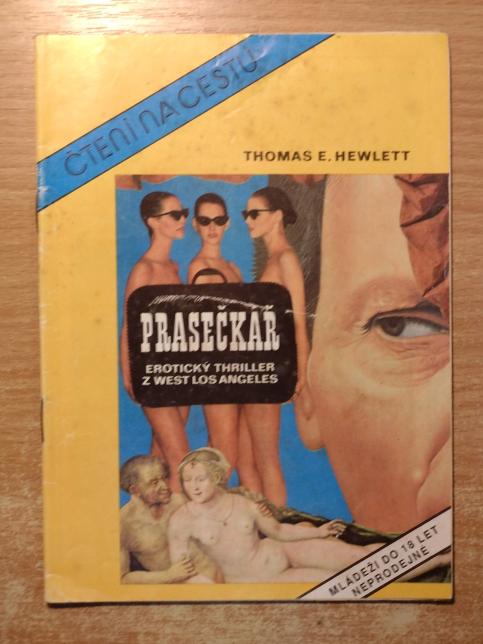 ČTENÍ NA CESTU
THOMAS E. HEWLETT
PRASEČKAŘ
EROTICKÝ THRILLER
Z WEST LOS ANGELES
MLÁDEŽI DO 18 LET
NEPRODEJNÉ